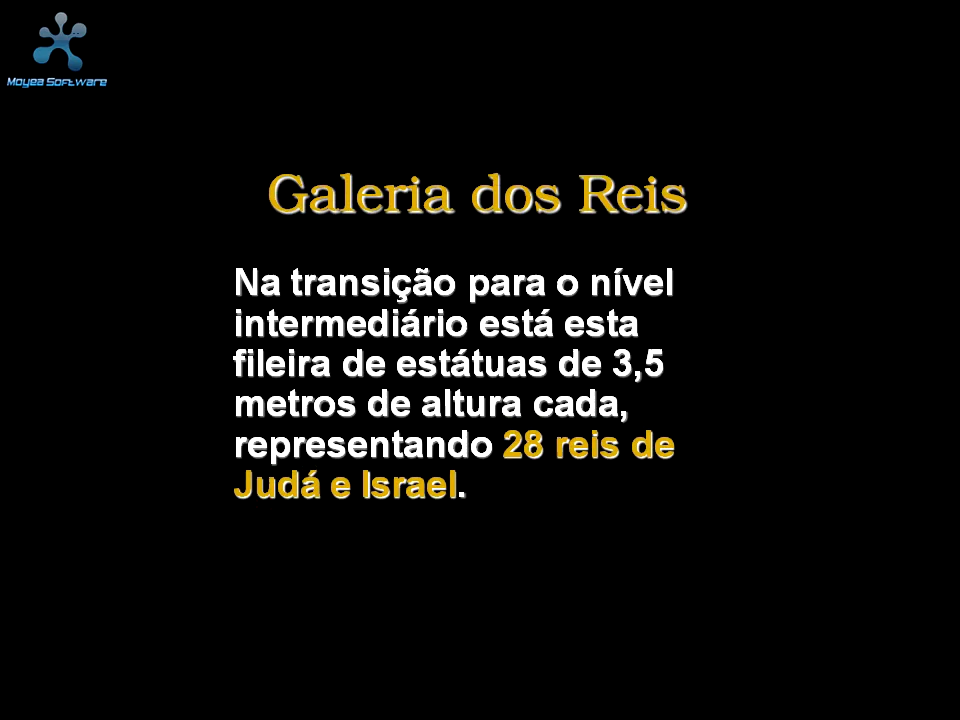 Moyea Software
Galeria dos Reis
Na transição para o nível
intermediário está esta
fileira de estátuas de 3,5
metros de altura cada,
representando 28 reis de
Judá e Israel.